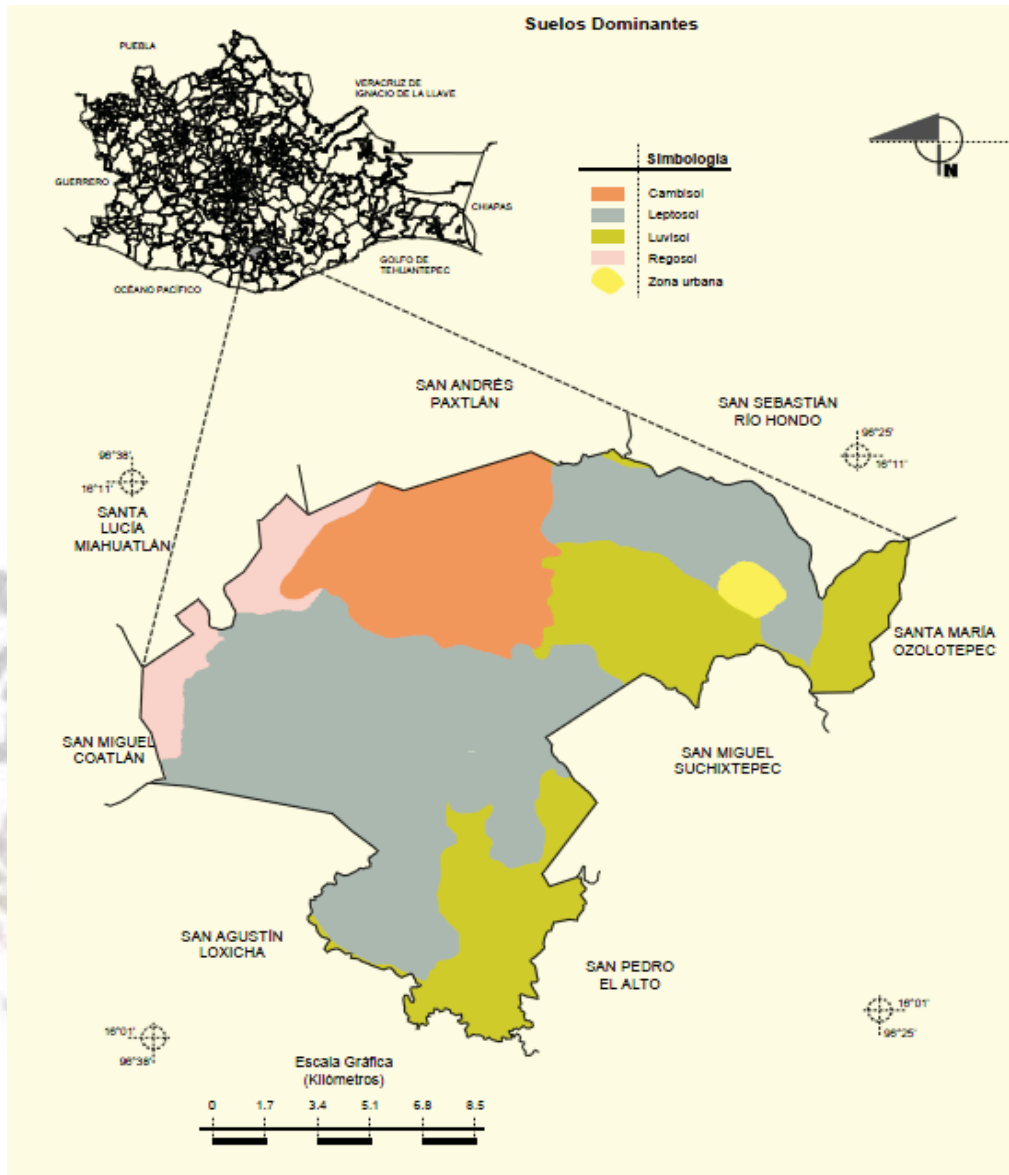 Suelos Dominantes
PUEBLA
VERACRUZ DE
IGNACIO DE LA LLAVE
GUERRERO
CHIAPAS
GOLFO DE
TEHUANTEPEC
OCÉANO PACÍFICO
N
Simbología
Cambisol
Leptosol
Luvisol
Regosol
Zona urbana
SAN ANDRÉS
PAXTLÁN
SAN SEBASTIÁN
RÍO HONDO
96°25'
16°11'
96°36'
16°11'
SANTA
LUCÍA
MIAHUATLÁN
SANTA MARÍA
OZOLOTEPEC
SAN MIGUEL
COATLÁN
SAN MIGUEL
SUCHIXTEPEC
SAN AGUSTÍN
LOXICHA
SAN PEDRO
EL ALTO
16°01'
96°36'
16°01'
96°25'
Escala Gráfica
(Kilómetros)
0 1.7 3.4 5.1 6.8 8.5